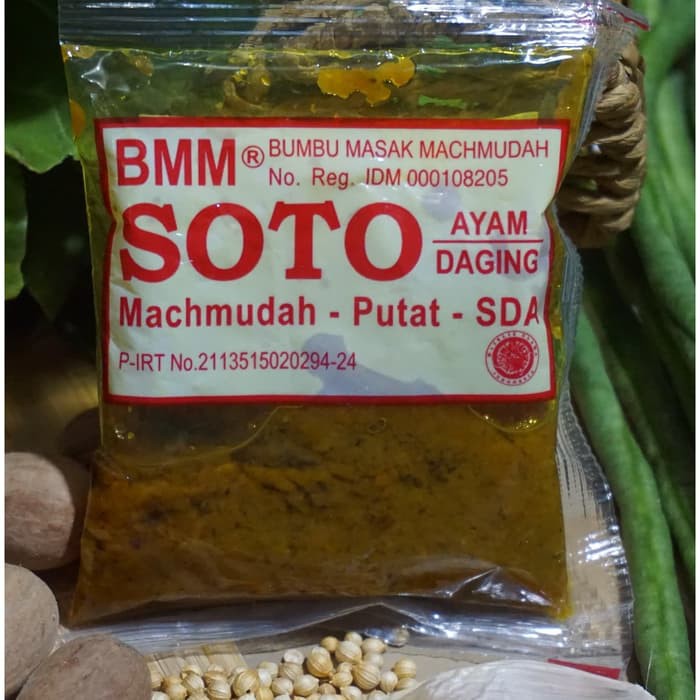 BMM® BUMBU MASAK MACHMUDAH
No. Reg. IDM 000108205
SOTO AYAM
DAGING
Machmudah - Putat - SDA
P-IRT No.2113515020294-24